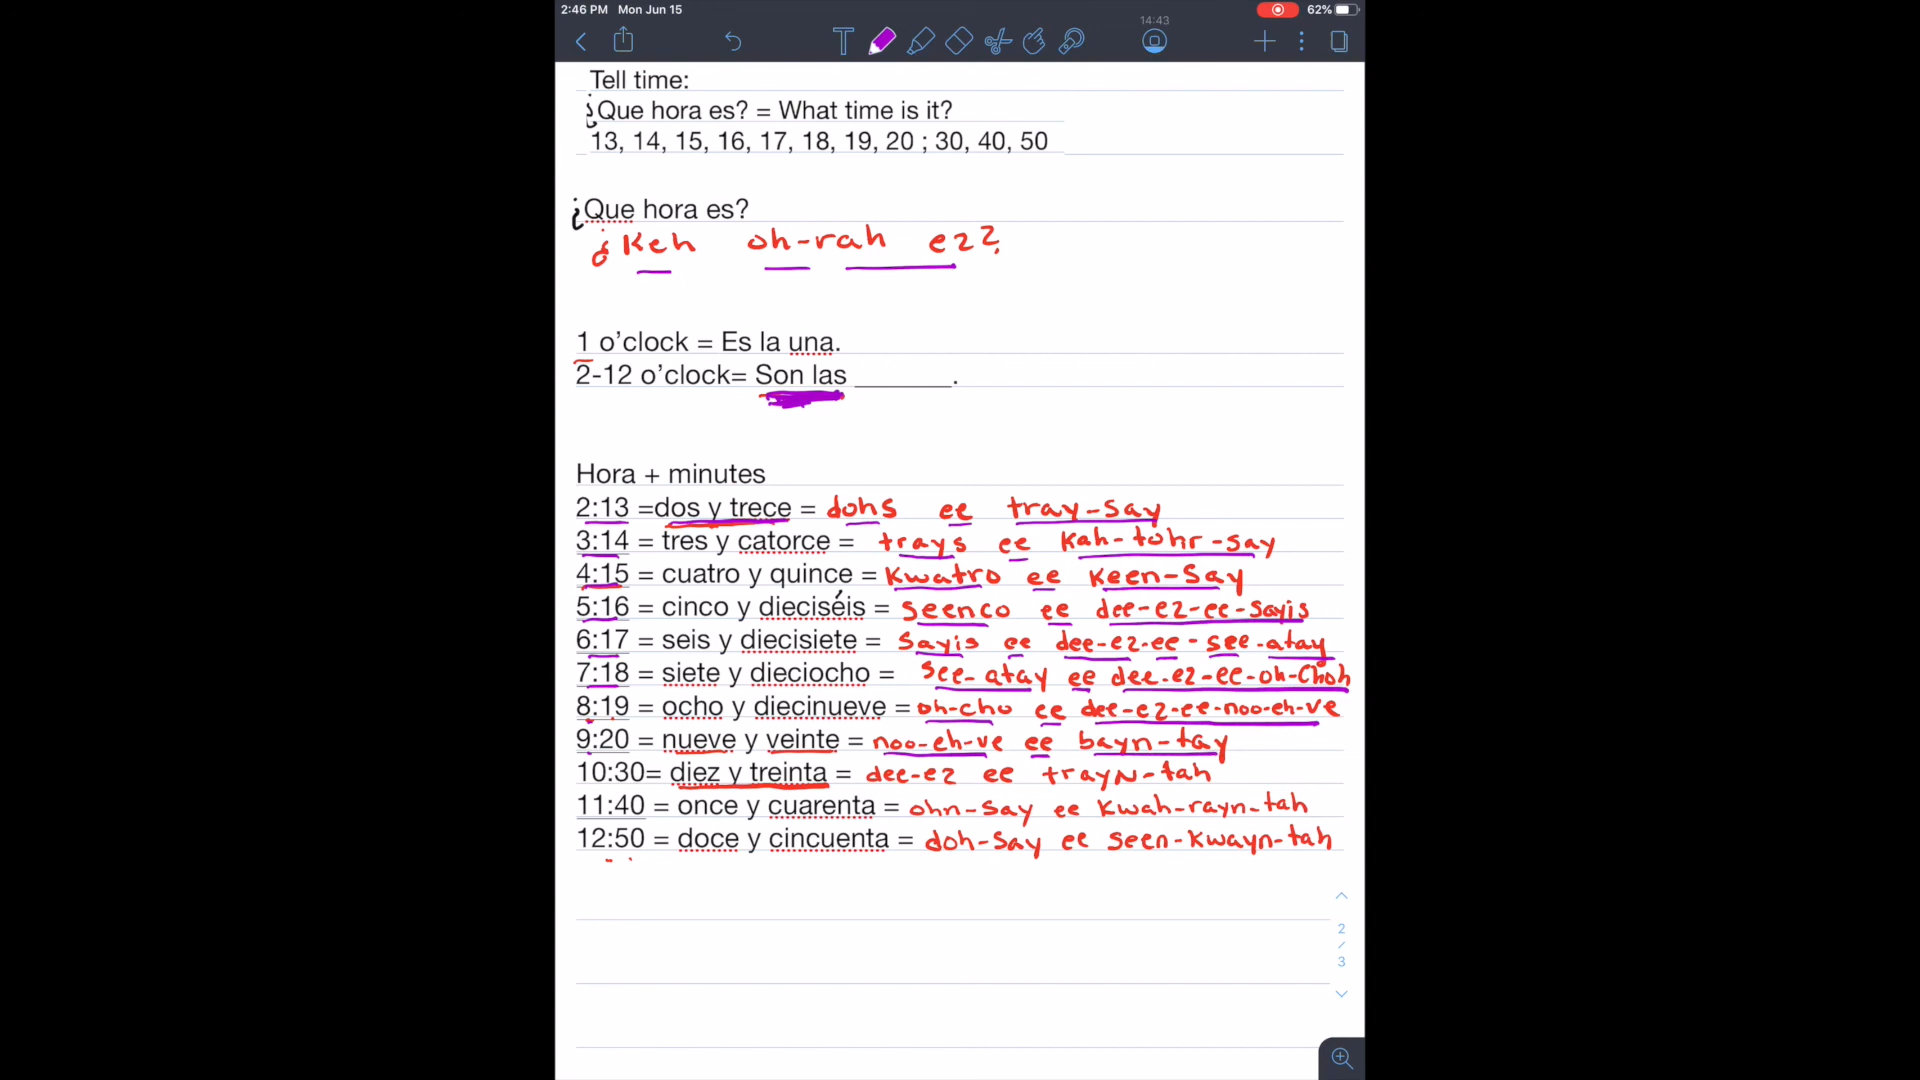 2:46 PM Mon Jun 15
62%
14:43
Tell time:
¿Que hora es? = What time is it?
13, 14, 15, 16, 17, 18, 19, 20 ; 30, 40, 50
¿Que hora es?
¿Keh oh-rah ez?
1 o’clock = Es la una.
2-12 o’clock= Son las _______.
Hora + minutes
2:13 =dos y trece = dohs ee tray-say
3:14 = tres y catorce = trays ee kah-tohr-say
4:15 = cuatro y quince = kwatro ee keen-say
5:16 = cinco y dieciséis = seenco ee dee-ez-ee-sayis
6:17 = seis y diecisiete = sayis ee dee-ez-ee-see-atay
7:18 = siete y dieciocho = see-atay ee dee-ez-ee-oh-choh
8:19 = ocho y diecinueve = oh-cho ee dee-ez-ee-noo-eh-ve
9:20 = nueve y veinte = noo-eh-ve ee bayn-tay
10:30= diez y treinta = dee-ez ee trayN-tah
11:40 = once y cuarenta = ohn-say ee kwah-rayn-tah
12:50 = doce y cincuenta = doh-say ee seen-kwayn-tah
2
/
3